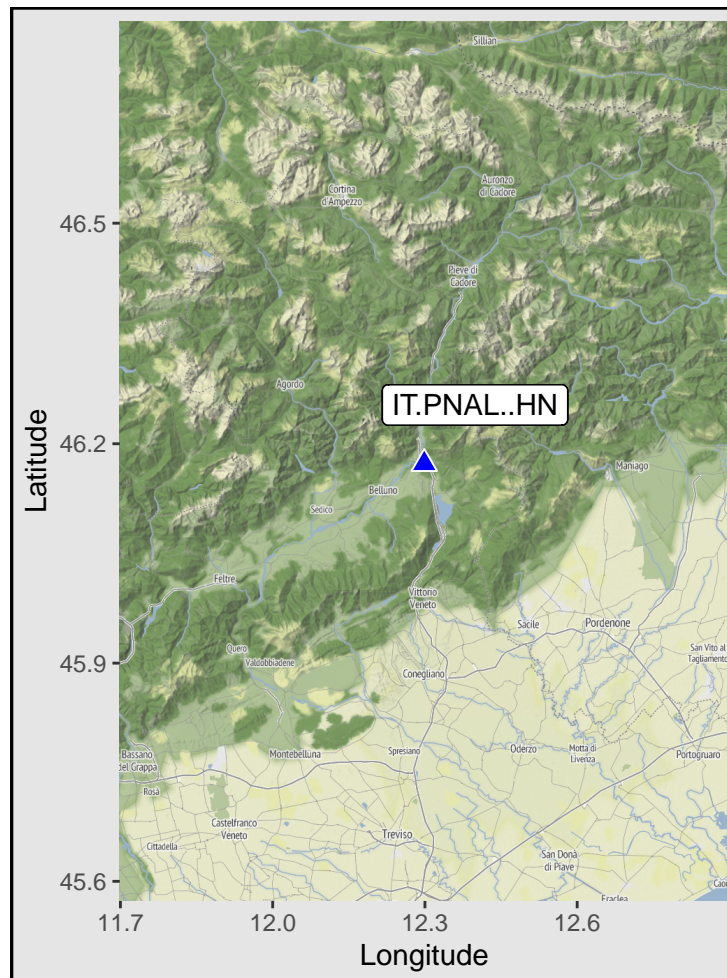 Sillian
Cortina
d'Ampezzo
Auronzo
di Cadore
46.5
Pieve di
Cadore
Agordo
IT.PNAL..HN
46.2
Latitude
Maniago
Belluno
Sedico
Feltre
Vittorio
Veneto
Sacile
Pordenone
Quero
Valdobbiadene
San Vito al
Tagliamento
45.9
Conegliano
Bassano
del Grappa
Montebelluna
Spresiano
Oderzo
Motta di
Livenza
Portogruaro
Rosà
Castelfranco
Veneto
Treviso
Cittadella
San Donà
di Piave
45.6
Eraclea
Cao
11.7
12.0
12.3
12.6
Longitude